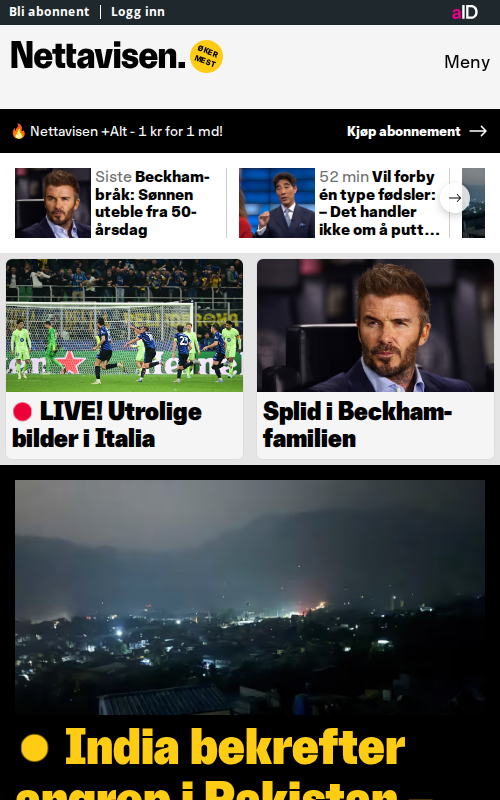 Bli abonnent
Logg inn
aID
Nettavisen.
ØKER
MEST
Meny
🔥 Nettavisen +Alt - 1 kr for 1 md!
Kjøp abonnement →
Siste Beckham-
bråk: Sønnen
uteble fra 50-
årsdag
52 min Vil forby
én type fødsler:
– Det handler
ikke om å putt...
LIVE! Utrolige
bilder i Italia
Splid i Beckham-
familien
India bekrefter
angrep i Pakistan –